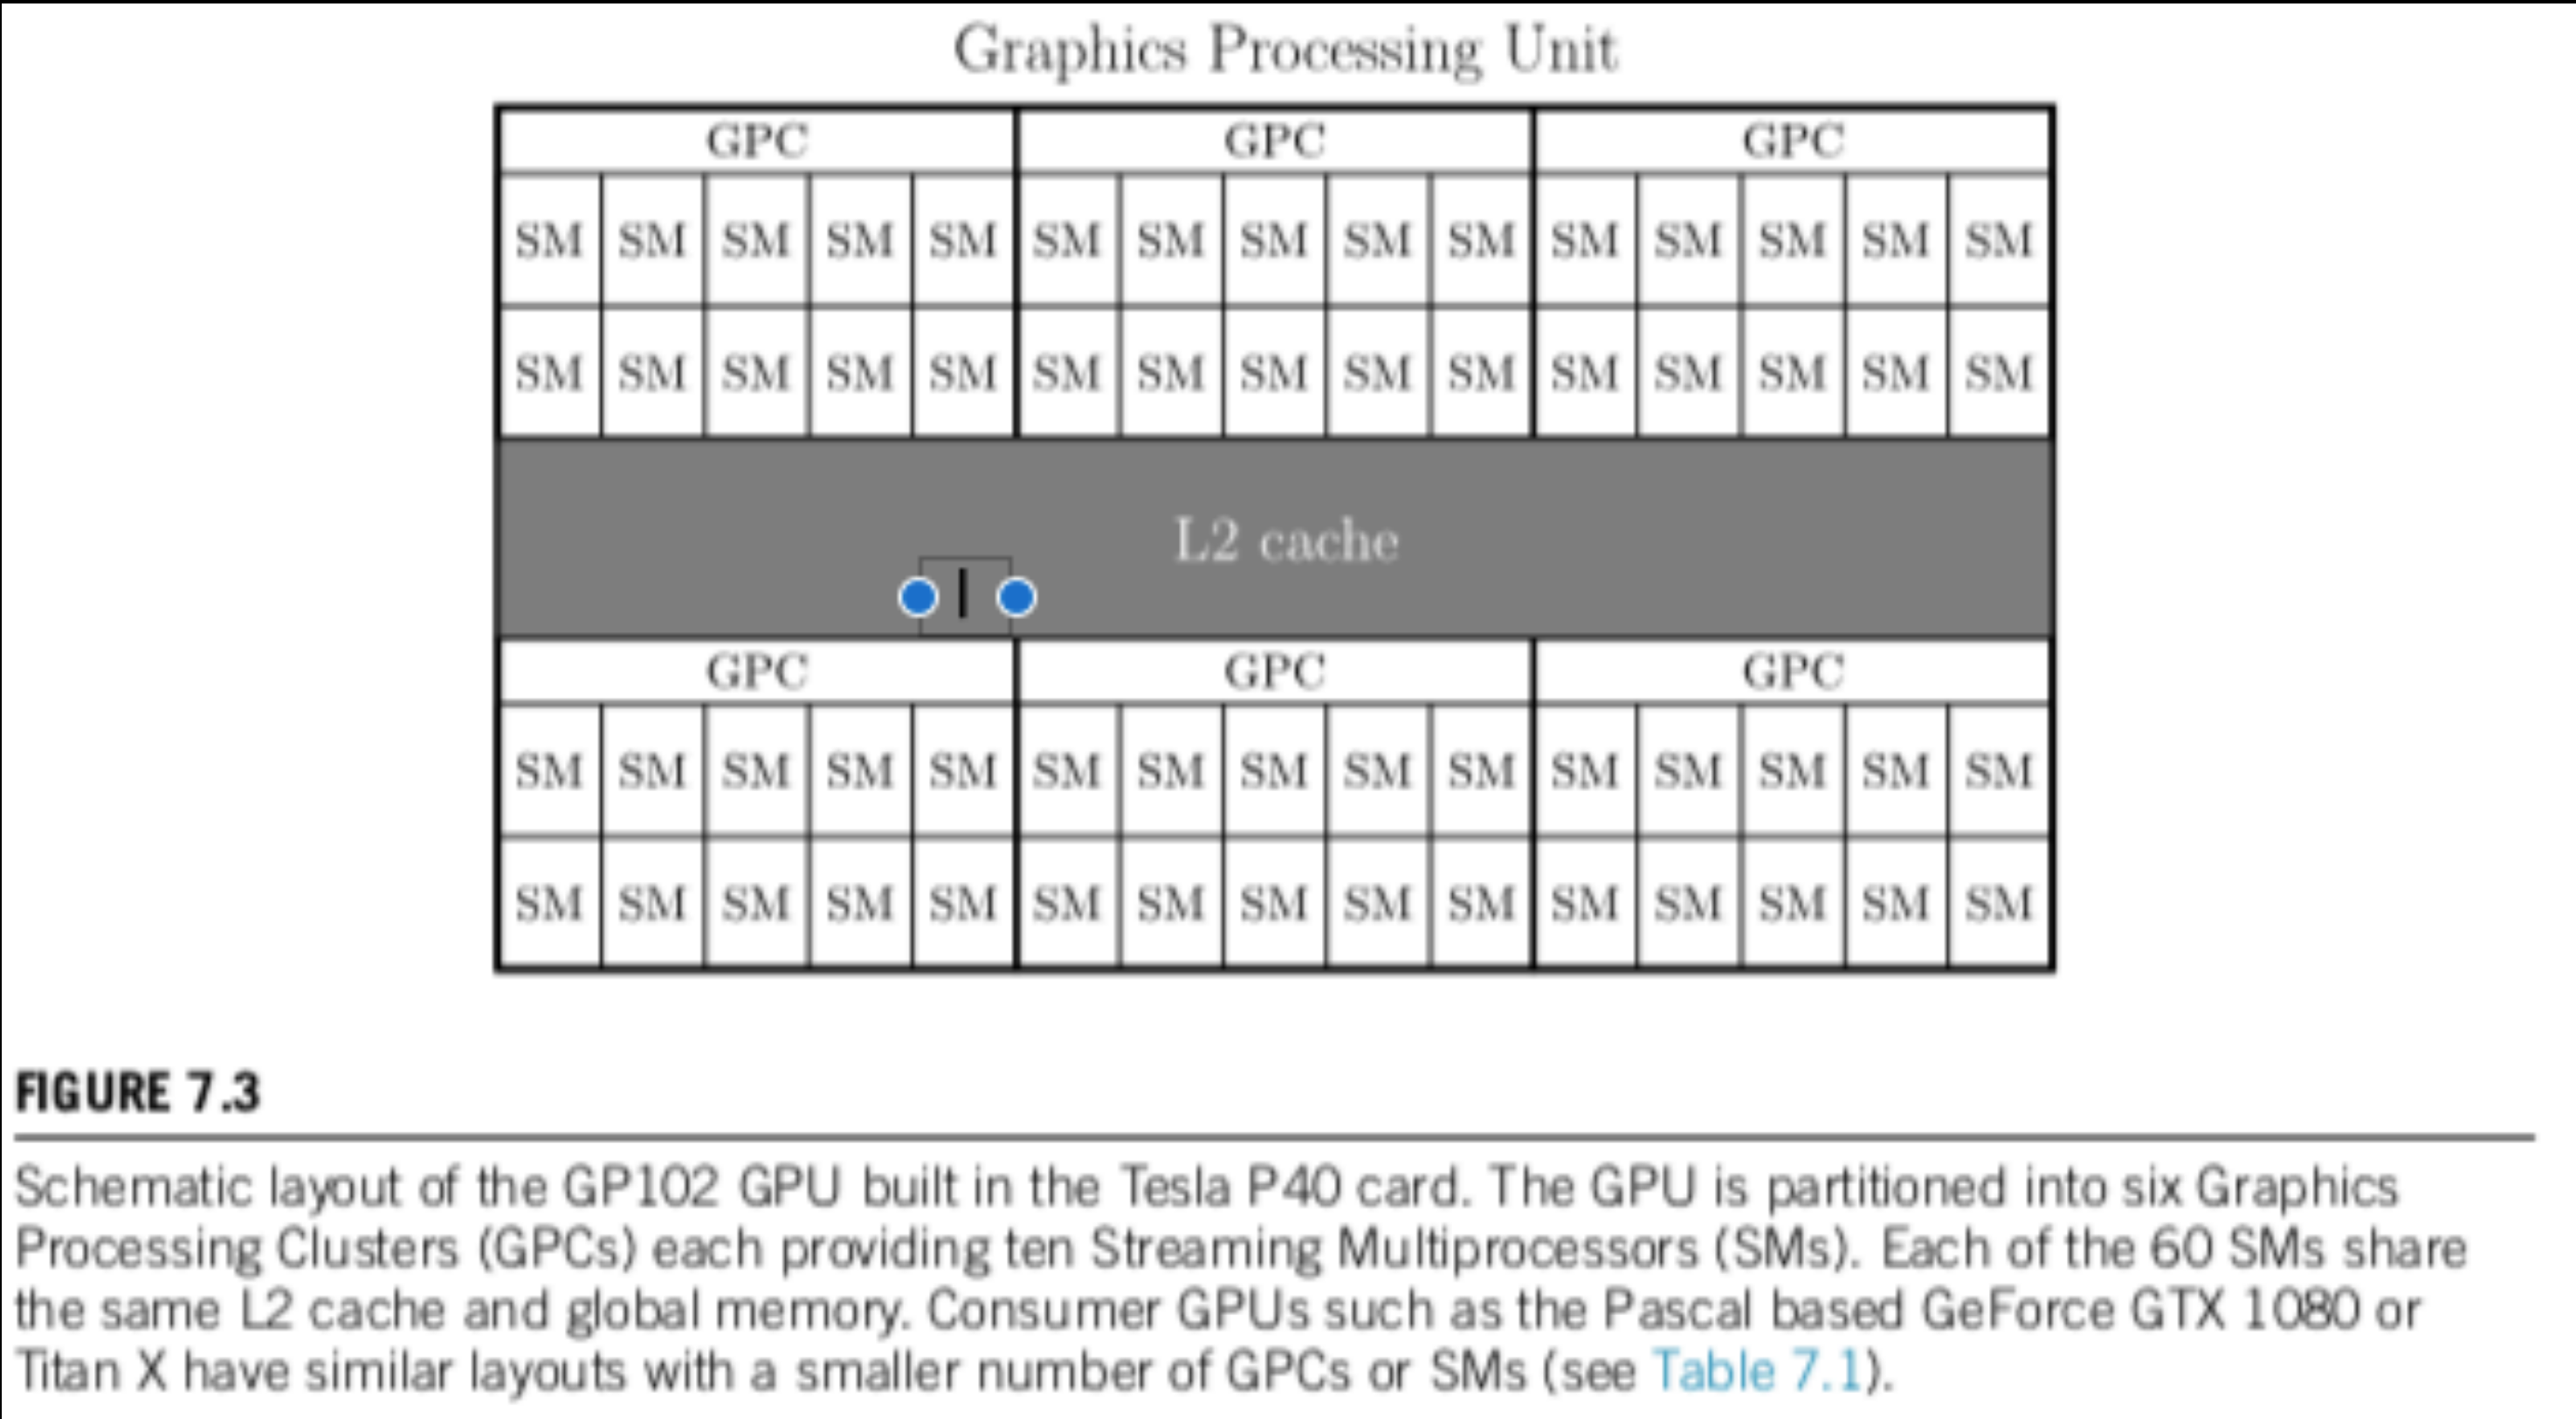 Graphics Processing Unit
GPC GPC GPC
SM SM SM SM SM SM SM SM SM SM SM SM SM SM SM
SM SM SM SM SM SM SM SM SM SM SM SM SM SM SM
L2 cache
I
GPC GPC GPC
SM SM SM SM SM SM SM SM SM SM SM SM SM SM SM
SM SM SM SM SM SM SM SM SM SM SM SM SM SM SM
FIGURE 7.3
Schematic layout of the GP102 GPU built in the Tesla P40 card. The GPU is partitioned into six Graphics
Processing Clusters (GPCs) each providing ten Streaming Multiprocessors (SMs). Each of the 60 SMs share
the same L2 cache and global memory. Consumer GPUs such as the Pascal based GeForce GTX 1080 or
Titan X have similar layouts with a smaller number of GPCs or SMs (see Table 7.1).